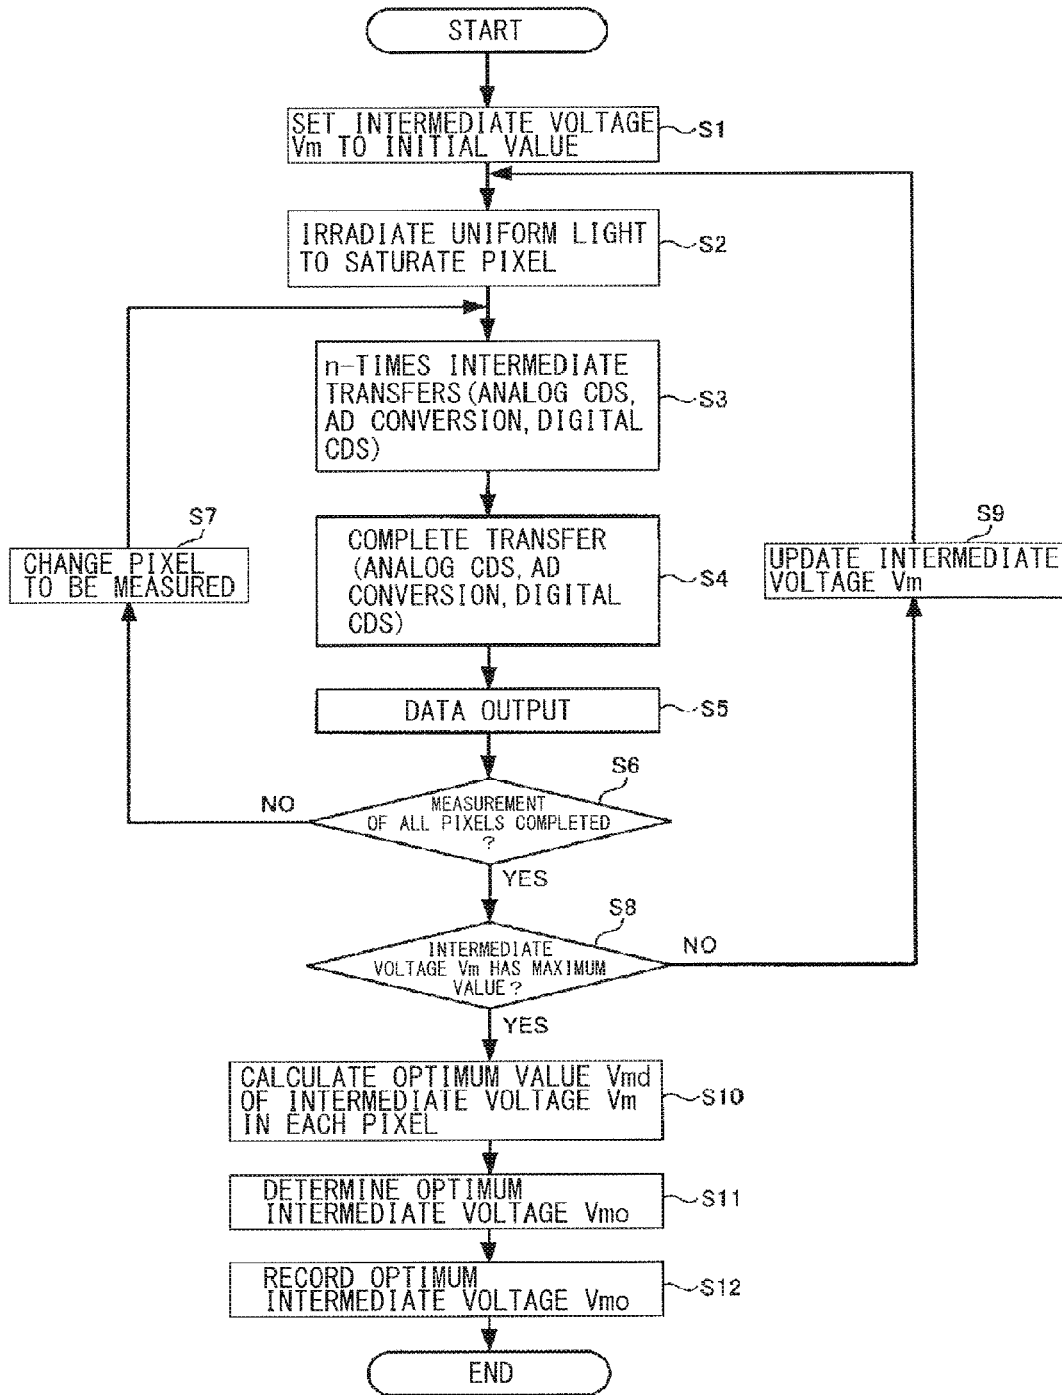 START
SET INTERMEDIATE VOLTAGE
Vm TO INITIAL VALUE
S1
IRRADIATE UNIFORM LIGHT
TO SATURATE PIXEL
S2
n-TIMES INTERMEDIATE
TRANSFERS(ANALOG CDS,
AD CONVERSION,DIGITAL
CDS)
S3
S7
CHANGE PIXEL
TO BE MEASURED
COMPLETE TRANSFER
(ANALOG CDS,AD
CONVERSION,DIGITAL
CDS)
S4
S9
UPDATE INTERMEDIATE
VOLTAGE Vm
DATA OUTPUT
S5
S6
NO
MEASUREMENT
OF ALL PIXELS COMPLETED
?
YES
S8
INTERMEDIATE
VOLTAGE Vm HAS MAXIMUM
VALUE?
NO
YES
CALCULATE OPTIMUM VALUE Vmd
OF INTERMEDIATE VOLTAGE Vm
IN EACH PIXEL
S10
DETERMINE OPTIMUM
INTERMEDIATE VOLTAGE Vmo
S11
RECORD OPTIMUM
INTERMEDIATE VOLTAGE Vmo
S12
END